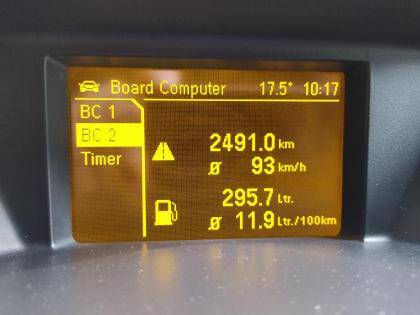 Board Computer 17.5° 10:17
BC 1
BC 2
Timer
2491.0 km
Ø 93 km/h
295.7 Ltr.
Ø 11.9 Ltr./100km